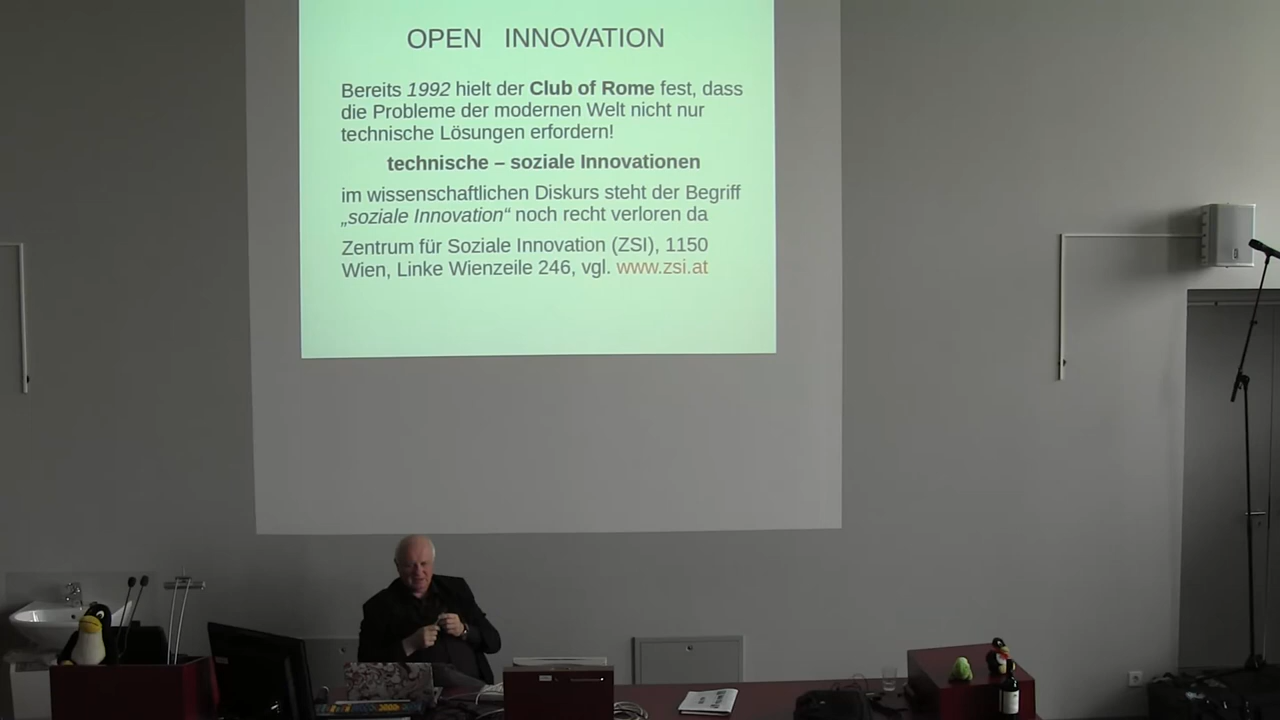 OPEN INNOVATION
Bereits 1992 hielt der Club of Rome fest, dass
die Probleme der modernen Welt nicht nur
technische Lösungen erfordern!
technische – soziale Innovationen
im wissenschaftlichen Diskurs steht der Begriff
„soziale Innovation“ noch recht verloren da
Zentrum für Soziale Innovation (ZSI), 1150
Wien, Linke Wienzeile 246, vgl. www.zsi.at